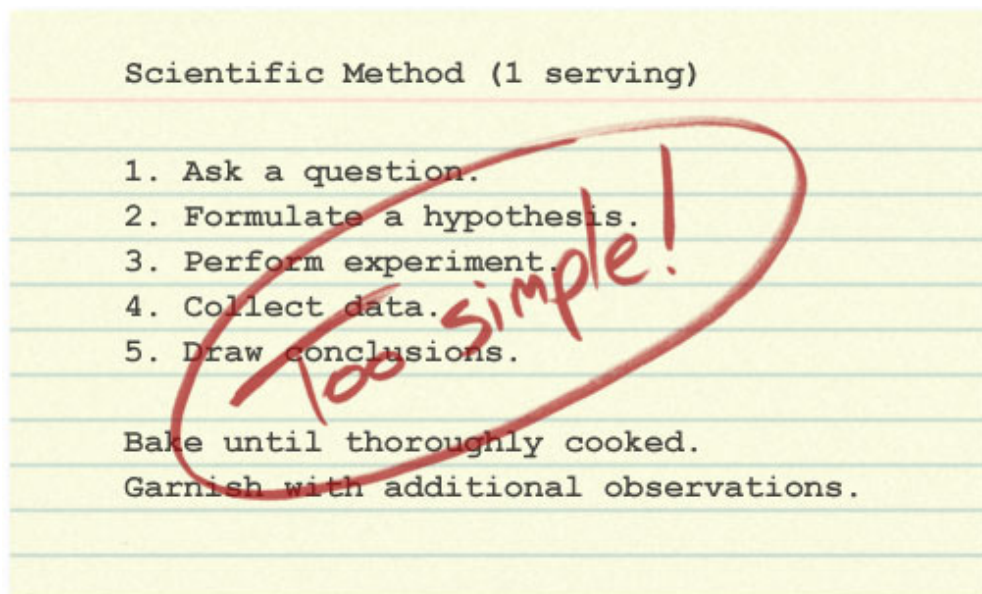 Scientific Method (1 serving)
1. Ask a question.
2. Formulate a hypothesis.
3. Perform experiment.
4. Collect data.
5. Draw conclusions.
Too simple!
Bake until thoroughly cooked.
Garnish with additional observations.